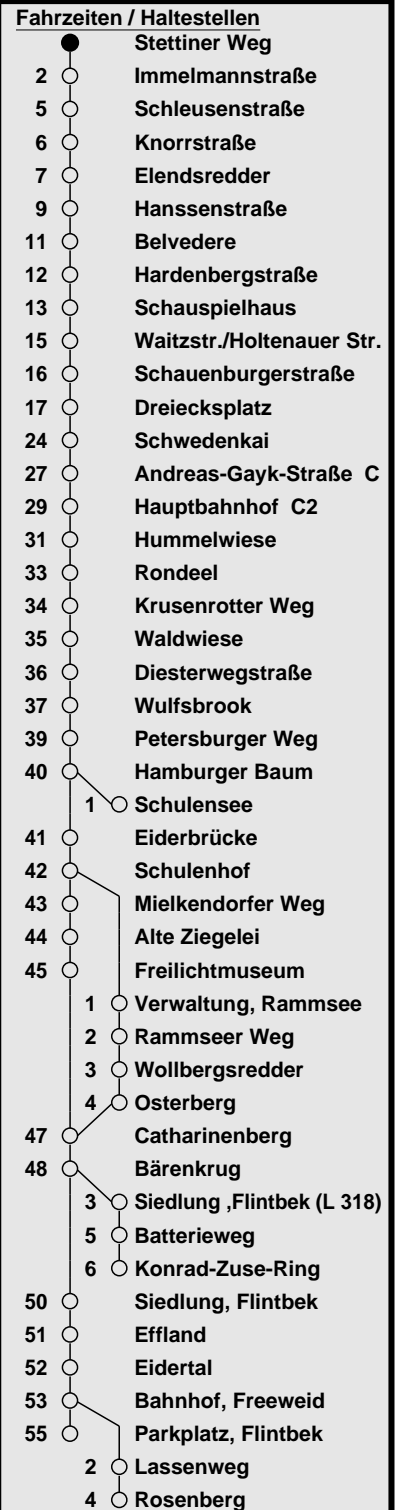 Fahrzeiten / Haltestellen
Stettiner Weg
2 Immelmannstraße
5 Schleusenstraße
6 Knorrstraße
7 Elendsredder
9 Hanssenstraße
11 Belvedere
12 Hardenbergstraße
13 Schauspielhaus
15 Waitzstr./Holtenauer Str.
16 Schauenburgerstraße
17 Dreiecksplatz
24 Schwedenkai
27 Andreas-Gayk-Straße C
29 Hauptbahnhof C2
31 Hummelwiese
33 Rondeel
34 Krusenrotter Weg
35 Waldwiese
36 Diesterwegstraße
37 Wulfsbrook
39 Petersburger Weg
40 Hamburger Baum
1 Schulensee
41 Eiderbrücke
42 Schulenhof
43 Mielkendorfer Weg
44 Alte Ziegelei
45 Freilichtmuseum
1 Verwaltung, Rammsee
2 Rammseer Weg
3 Wollbergsredder
4 Osterberg
47 Catharinenberg
48 Bärenkrug
3 Siedlung ,Flintbek (L 318)
5 Batterieweg
6 Konrad-Zuse-Ring
50 Siedlung, Flintbek
51 Effland
52 Eidertal
53 Bahnhof, Freeweid
55 Parkplatz, Flintbek
2 Lassenweg
4 Rosenberg